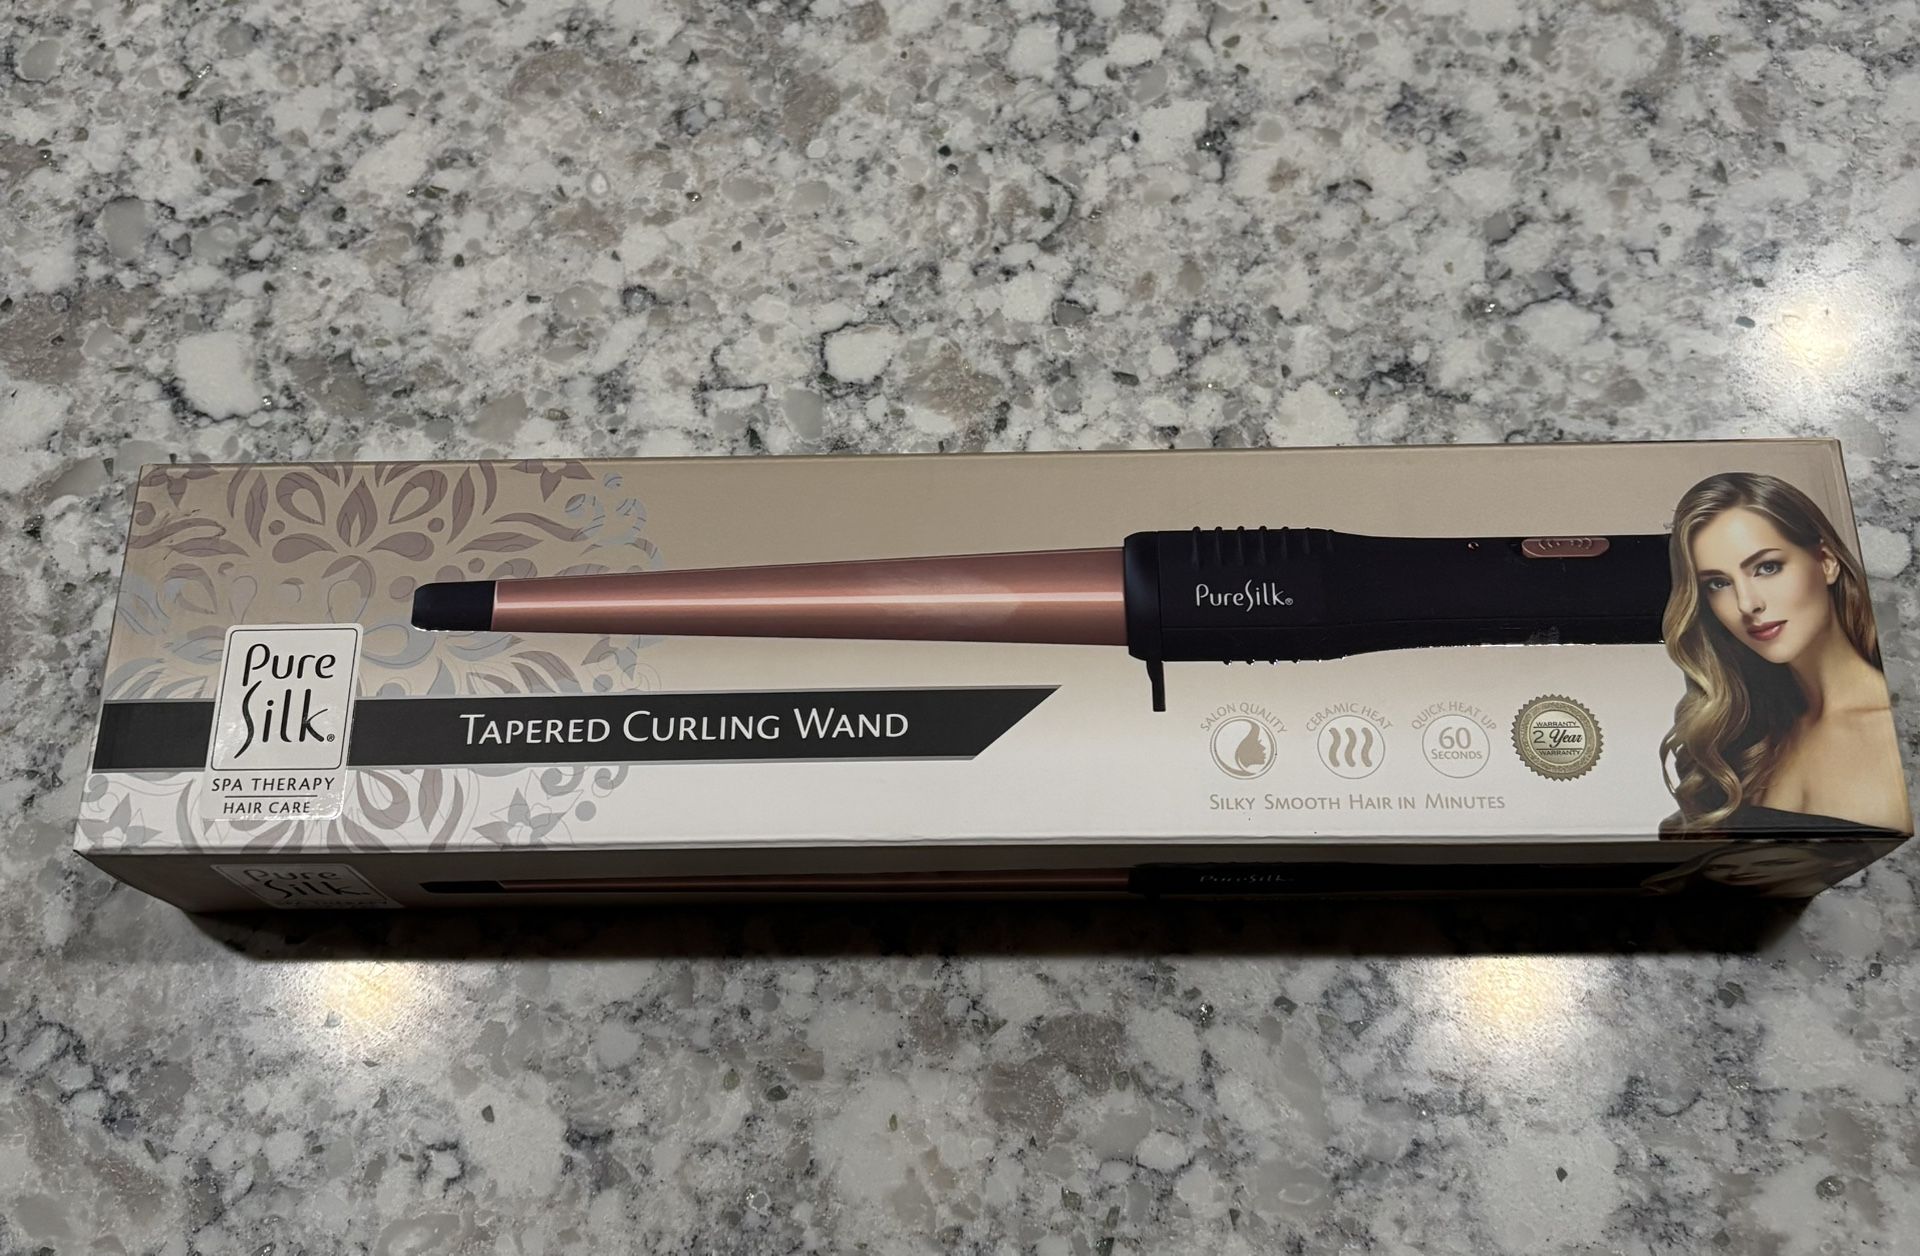 PureSilk®
Pure
Silk®
SPA THERAPY
HAIR CARE
TAPERED CURLING WAND
SALON QUALITY
CERAMIC HEAT
QUICK HEAT UP
60
SECONDS
WARRANTY
2 Year
WARRANTY
SILKY SMOOTH HAIR IN MINUTES
Pure
Silk®
PureSilk®